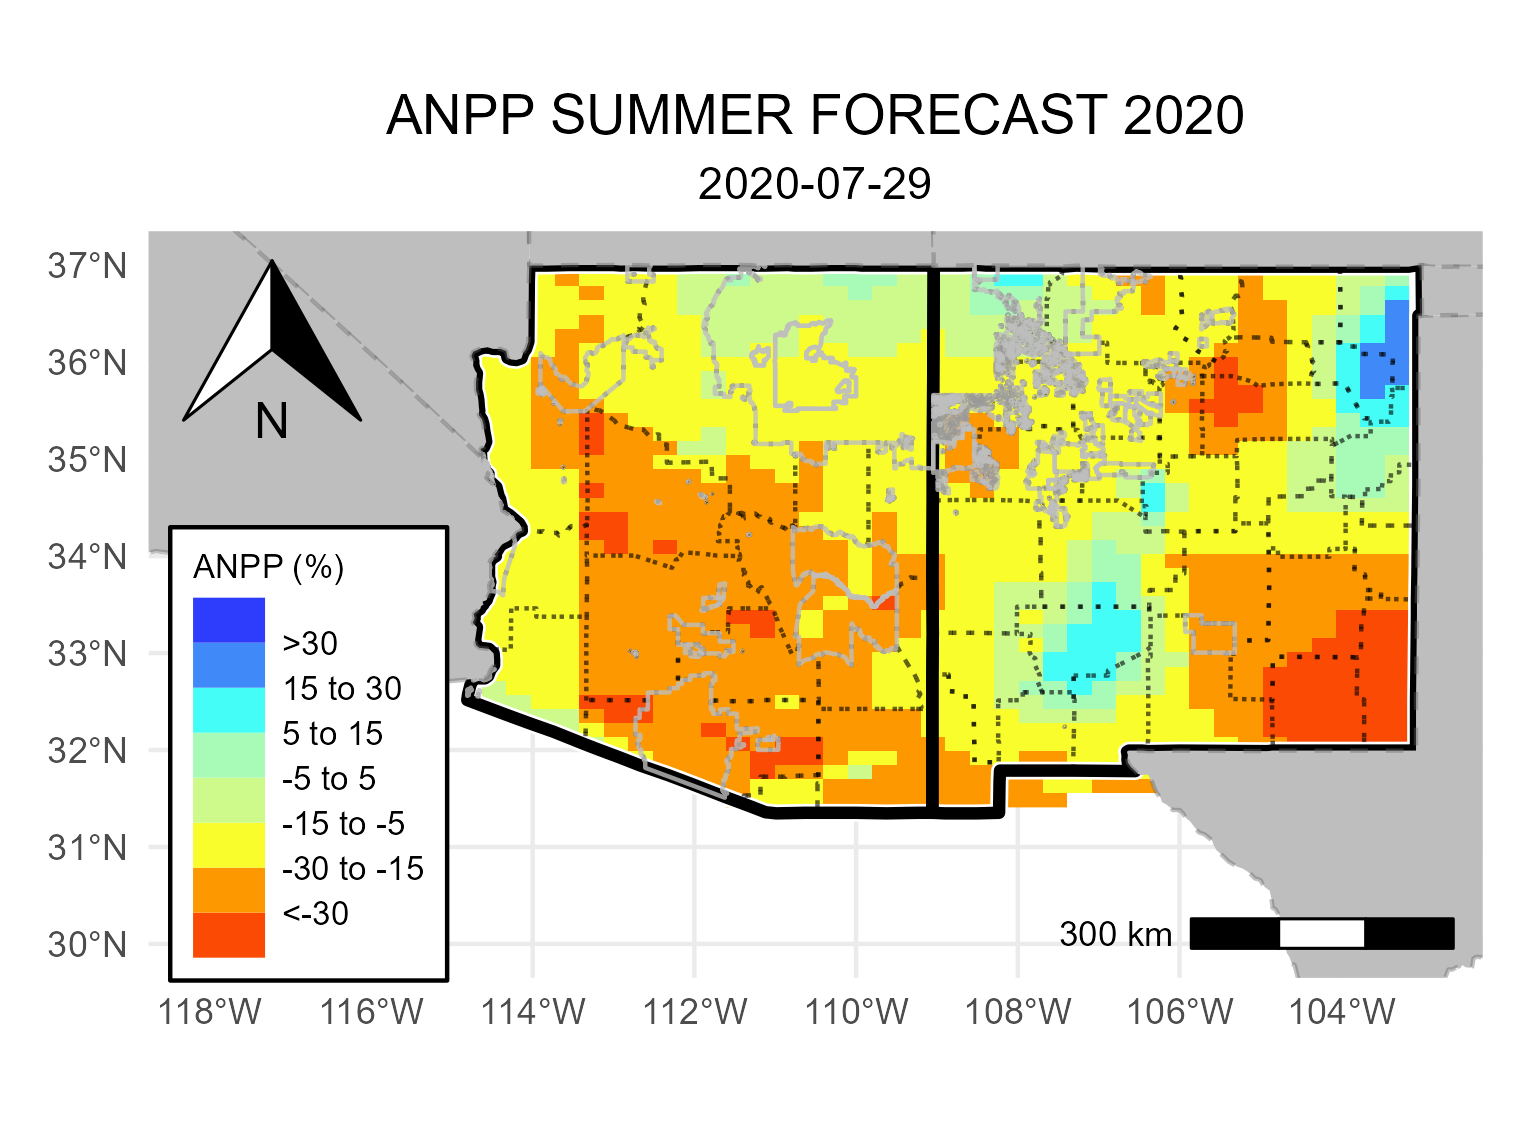 ANPP SUMMER FORECAST 2020
2020-07-29
37°N
36°N
35°N
34°N
33°N
32°N
31°N
30°N
N
ANPP (%)
>30
15 to 30
5 to 15
-5 to 5
-15 to -5
-30 to -15
<-30
300 km
118°W 116°W 114°W 112°W 110°W 108°W 106°W 104°W